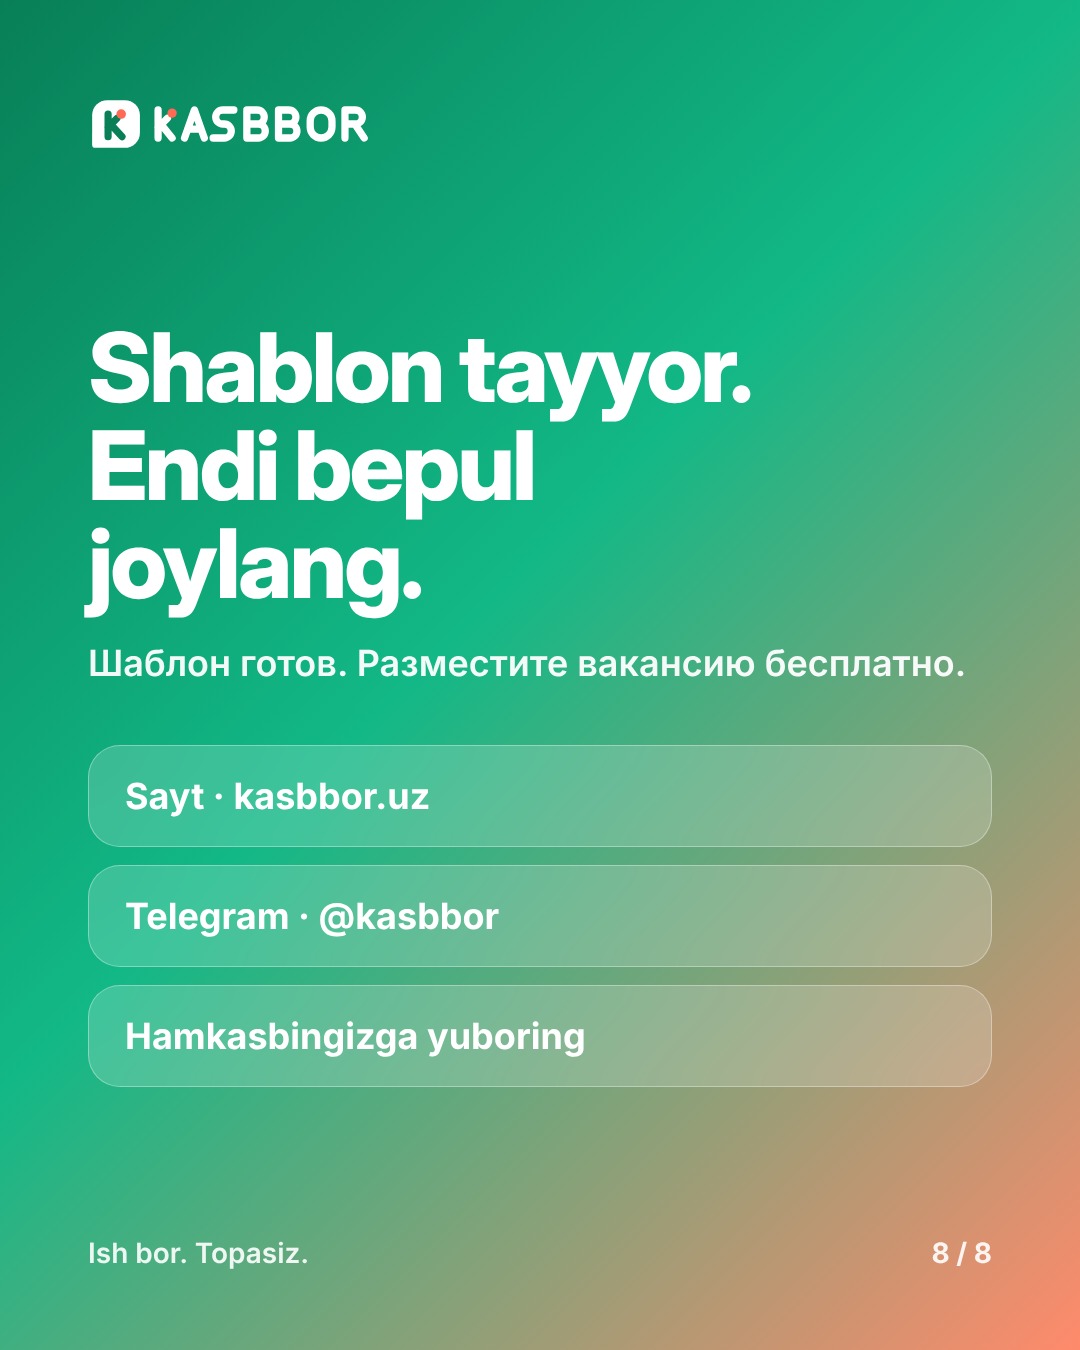 KASBBOR
Shablon tayyor.
Endi bepul
joylang.
Шаблон готов. Разместите вакансию бесплатно.
Sayt · kasbbor.uz
Telegram · @kasbbor
Hamkasbingizga yuboring
Ish bor. Topasiz.
8 / 8